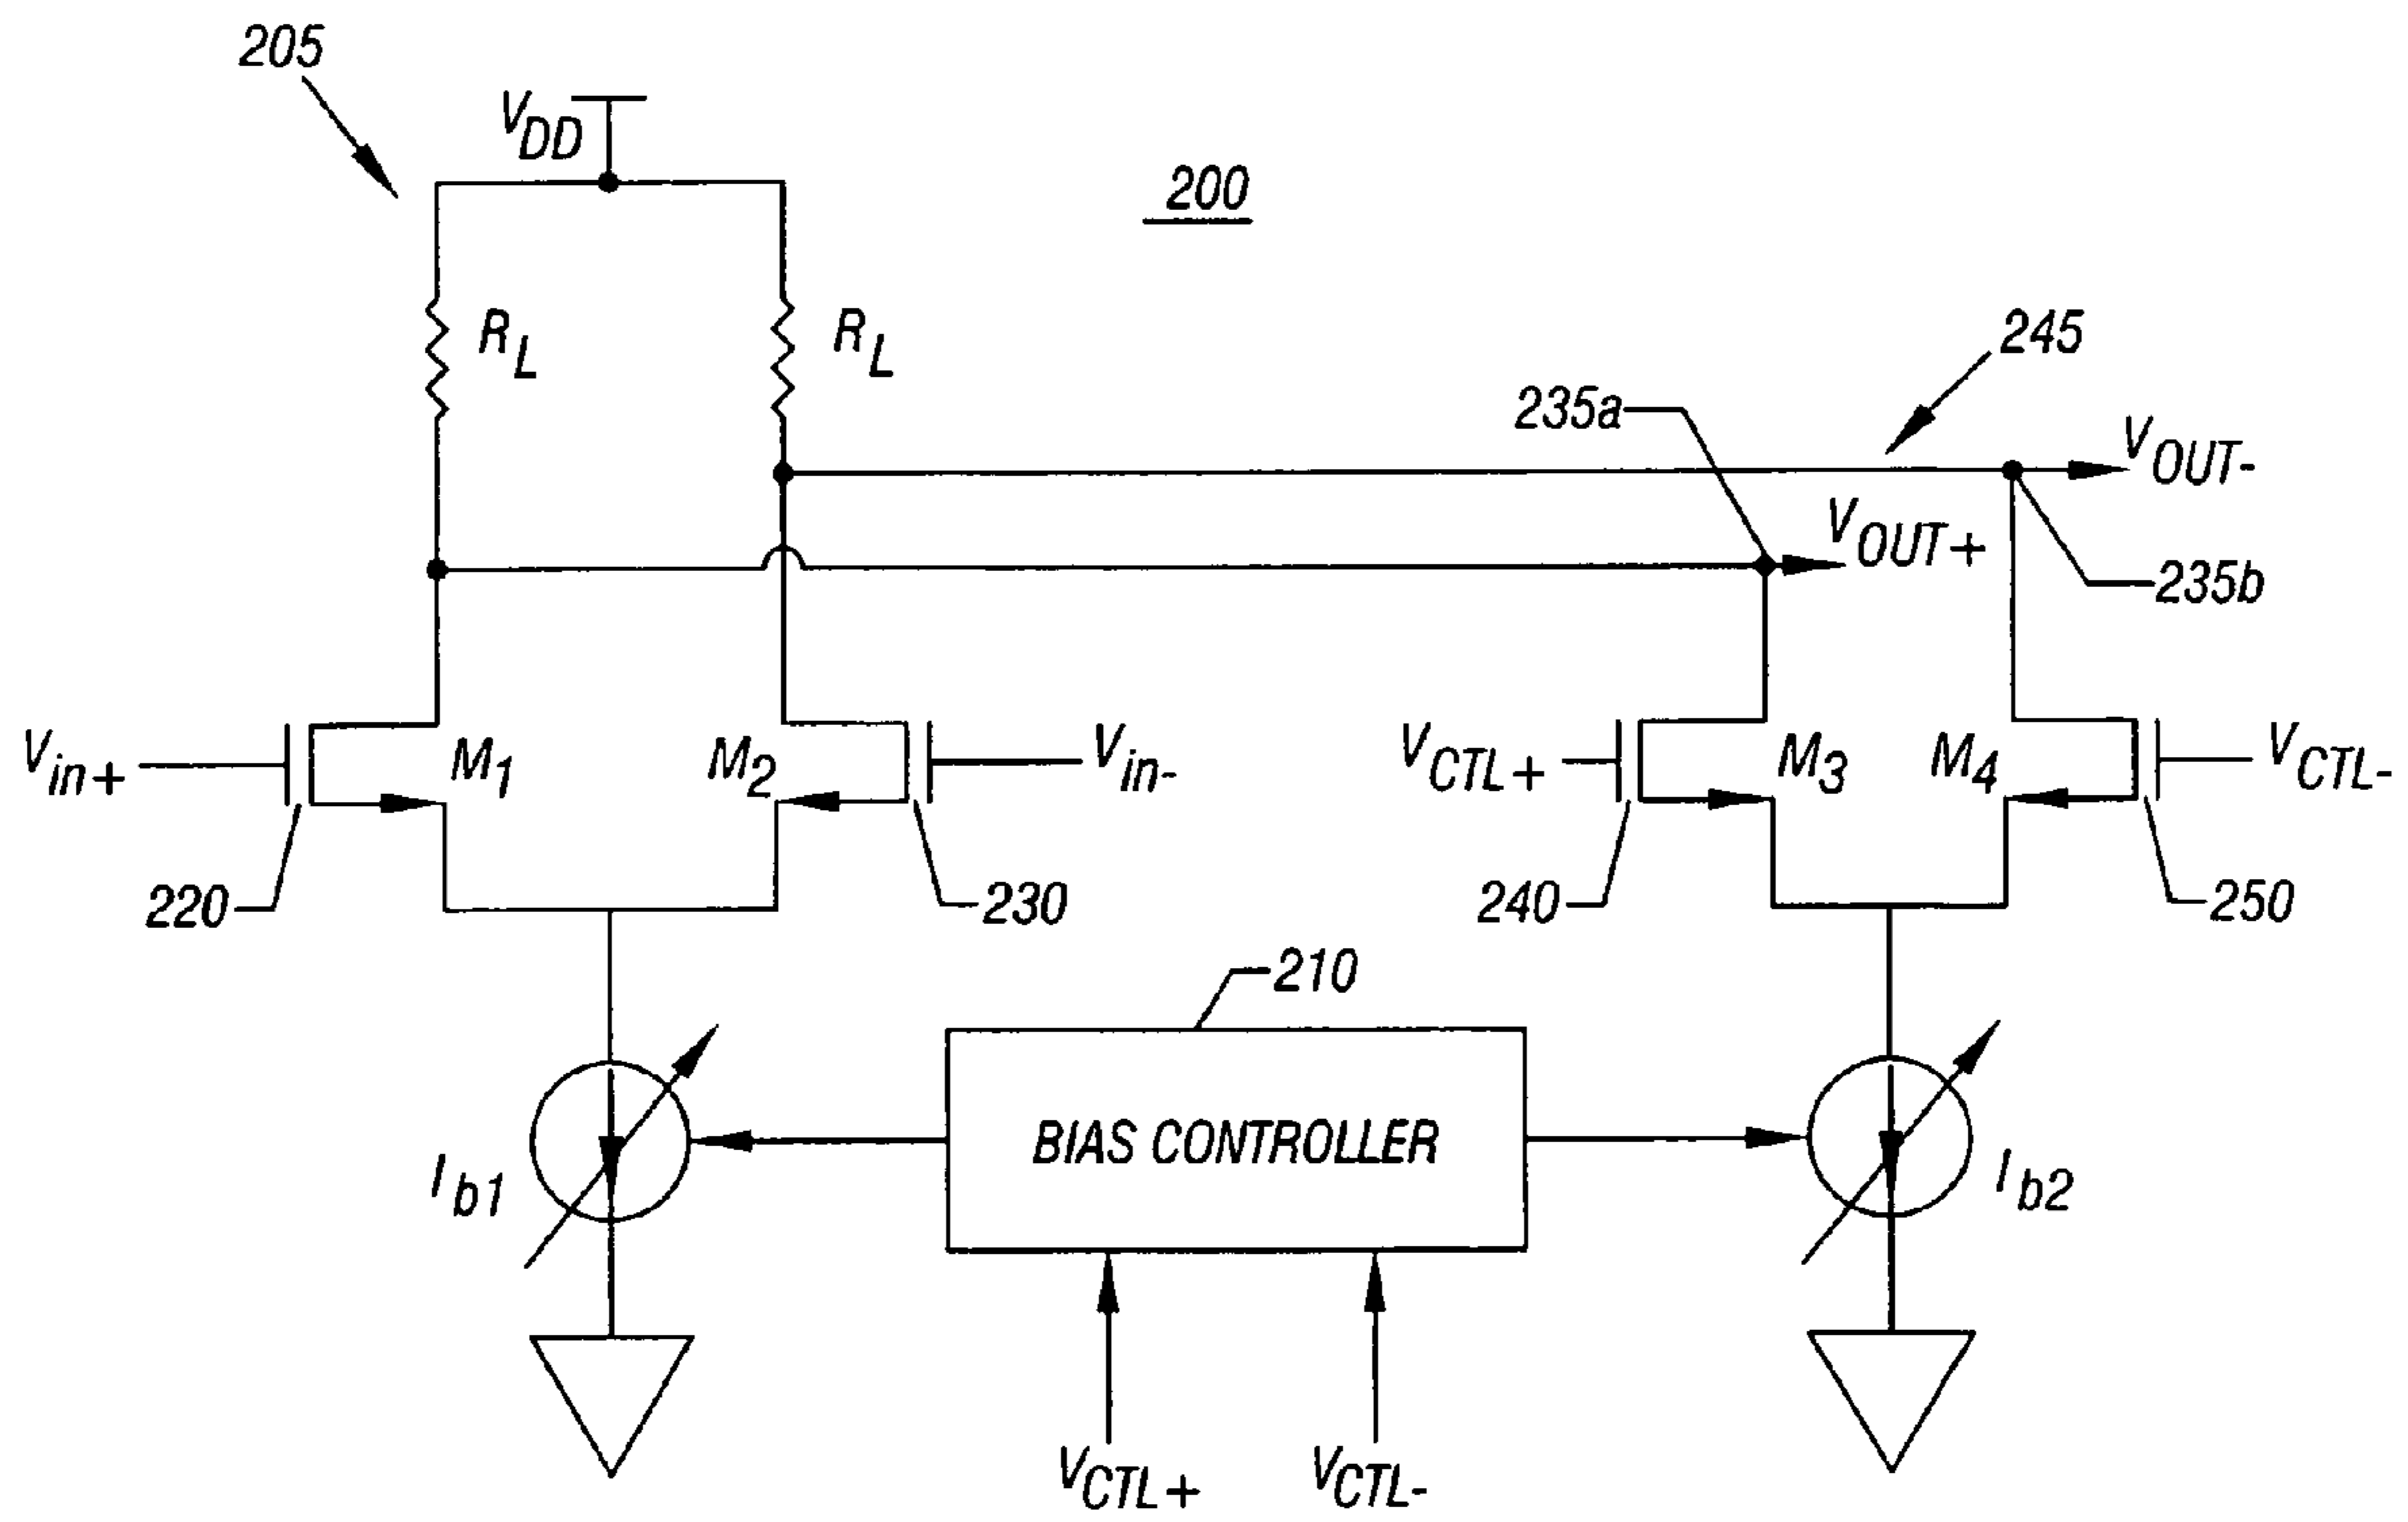 205
VDD
200
RL
RL
245
235a
VOUT-
VOUT+
235b
Vin+
M1
M2
Vin-
VCTL+
M3
M4
VCTL-
220
230
240
250
210
BIAS CONTROLLER
Ib1
Ib2
VCTL+
VCTL-